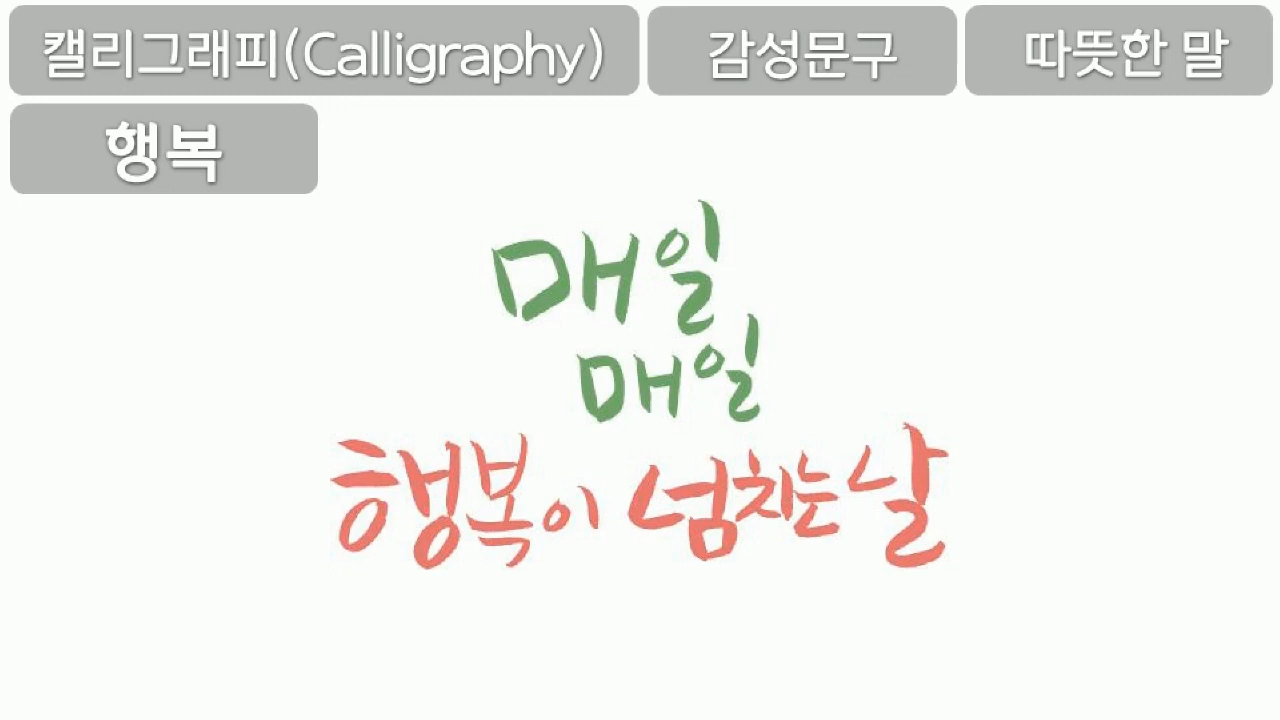 캘리그래피(Calligraphy) 감성문구 따뜻한 말
행복
매일
매일
행복이 넘치는 날